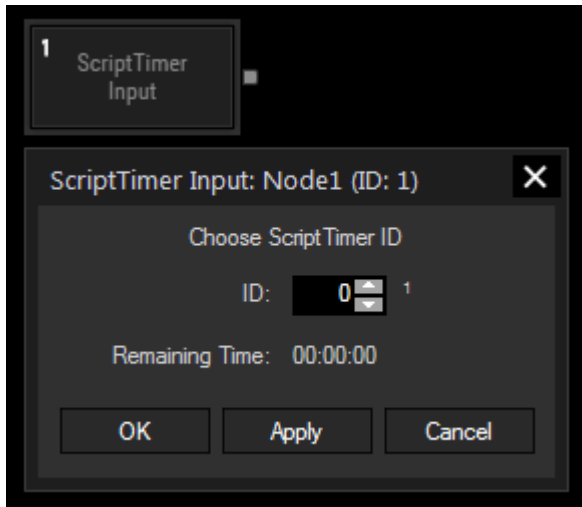 1
ScriptTimer
Input
ScriptTimer Input: Node1 (ID: 1)
Choose ScriptTimer ID
ID: 0 1
Remaining Time: 00:00:00
OK Apply Cancel